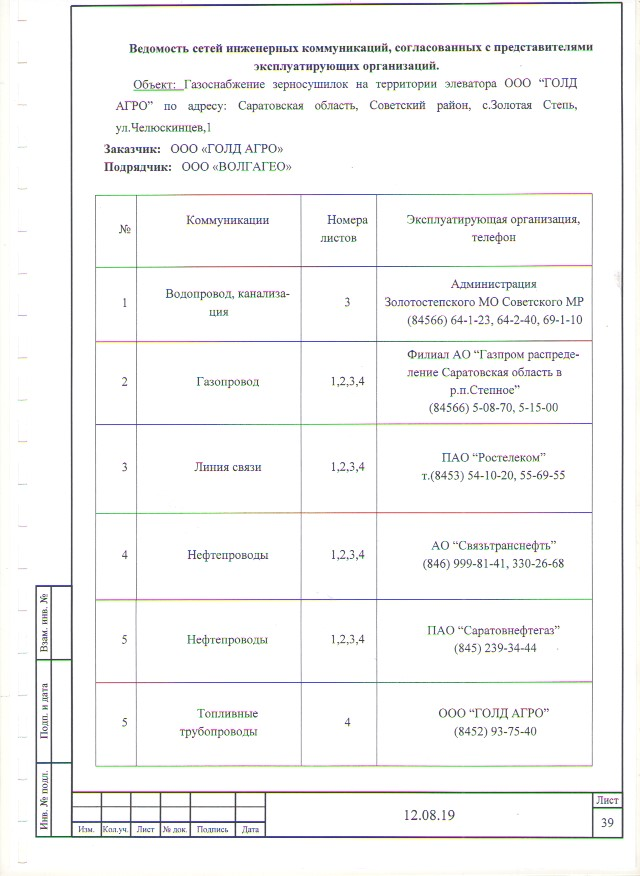 Ведомость сетей инженерных коммуникаций, согласованных с представителями
эксплуатирующих организаций.
Объект: Газоснабжение зерносушилок на территории элеватора ООО “ГОЛД
АГРО” по адресу: Саратовская область, Советский район, с.Золотая Степь,
ул.Челюскинцев,1
Заказчик: ООО «ГОЛД АГРО»
Подрядчик: ООО «ВОЛГАГЕО»
№
Коммуникации
Номера
листов
Эксплуатирующая организация,
телефон
1
Водопровод, канализа-
ция
3
Администрация
Золотостепского МО Советского МР
(84566) 64-1-23, 64-2-40, 69-1-10
2
Газопровод
1,2,3,4
Филиал АО “Газпром распреде-
ление Саратовская область в
р.п.Степное”
(84566) 5-08-70, 5-15-00
3
Линия связи
1,2,3,4
ПАО “Ростелеком”
т.(8453) 54-10-20, 55-69-55
4
Нефтепроводы
1,2,3,4
АО “Связьтранснефть”
(846) 999-81-41, 330-26-68
5
Нефтепроводы
1,2,3,4
ПАО “Саратовнефтегаз”
(845) 239-34-44
5
Топливные
трубопроводы
4
ООО “ГОЛД АГРО”
(8452) 93-75-40
Взам. инв. №
Подп. и дата
Инв. № подл.
Изм. Кол.уч. Лист № док. Подпись Дата
12.08.19
Лист
39